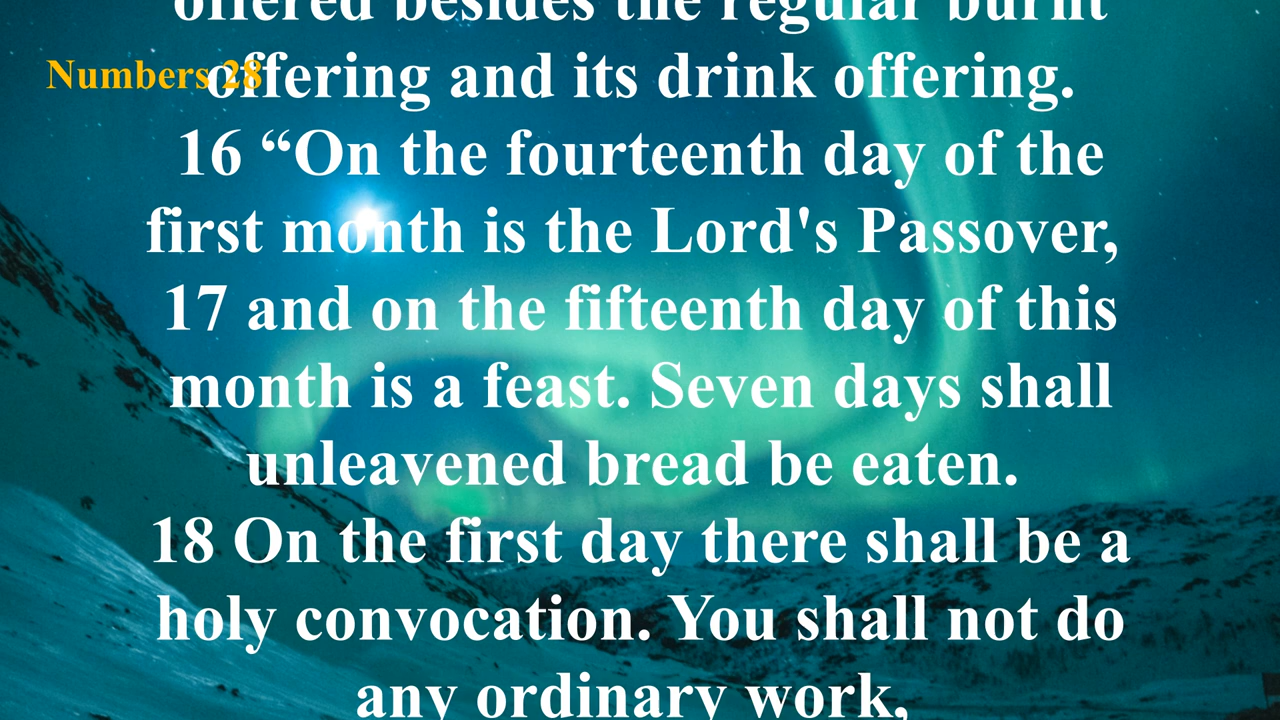 offered besides the regular burnt
Numbers 28
offering and its drink offering.
16 “On the fourteenth day of the
first month is the Lord's Passover,
17 and on the fifteenth day of this
month is a feast. Seven days shall
unleavened bread be eaten.
18 On the first day there shall be a
holy convocation. You shall not do
any ordinary work,